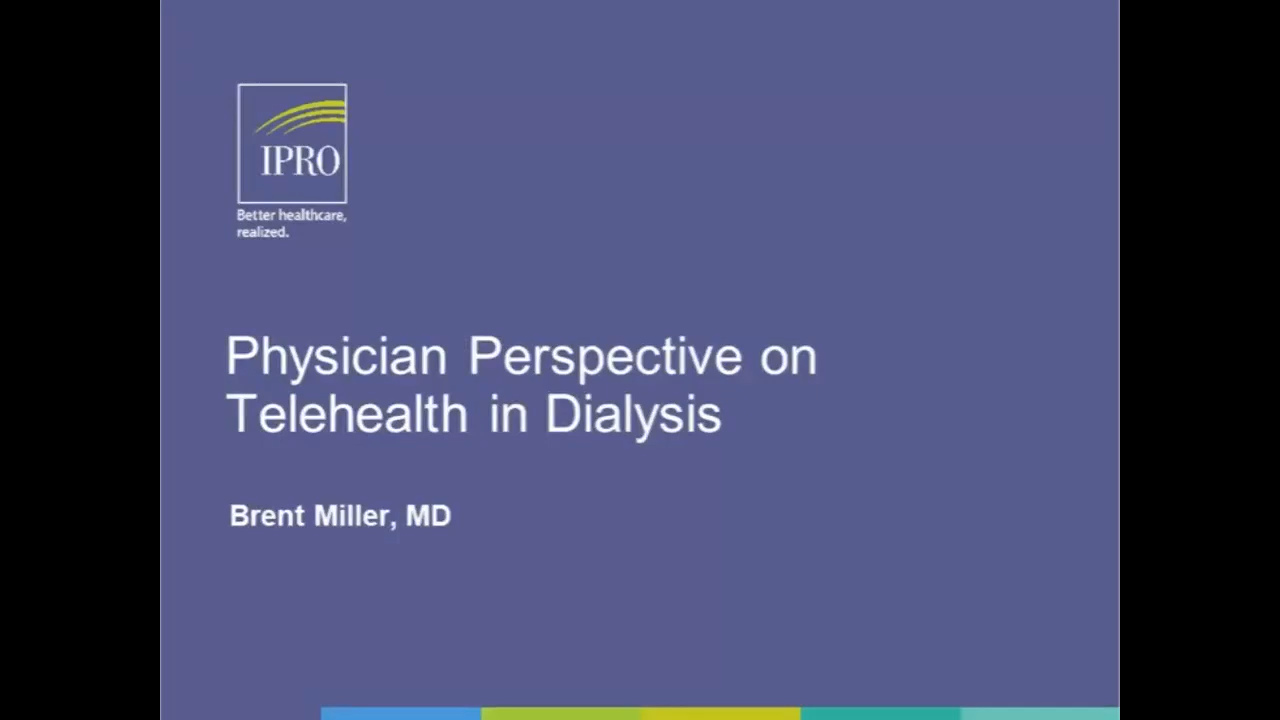 IPRO
Better healthcare,
realized.
Physician Perspective on
Telehealth in Dialysis
Brent Miller, MD